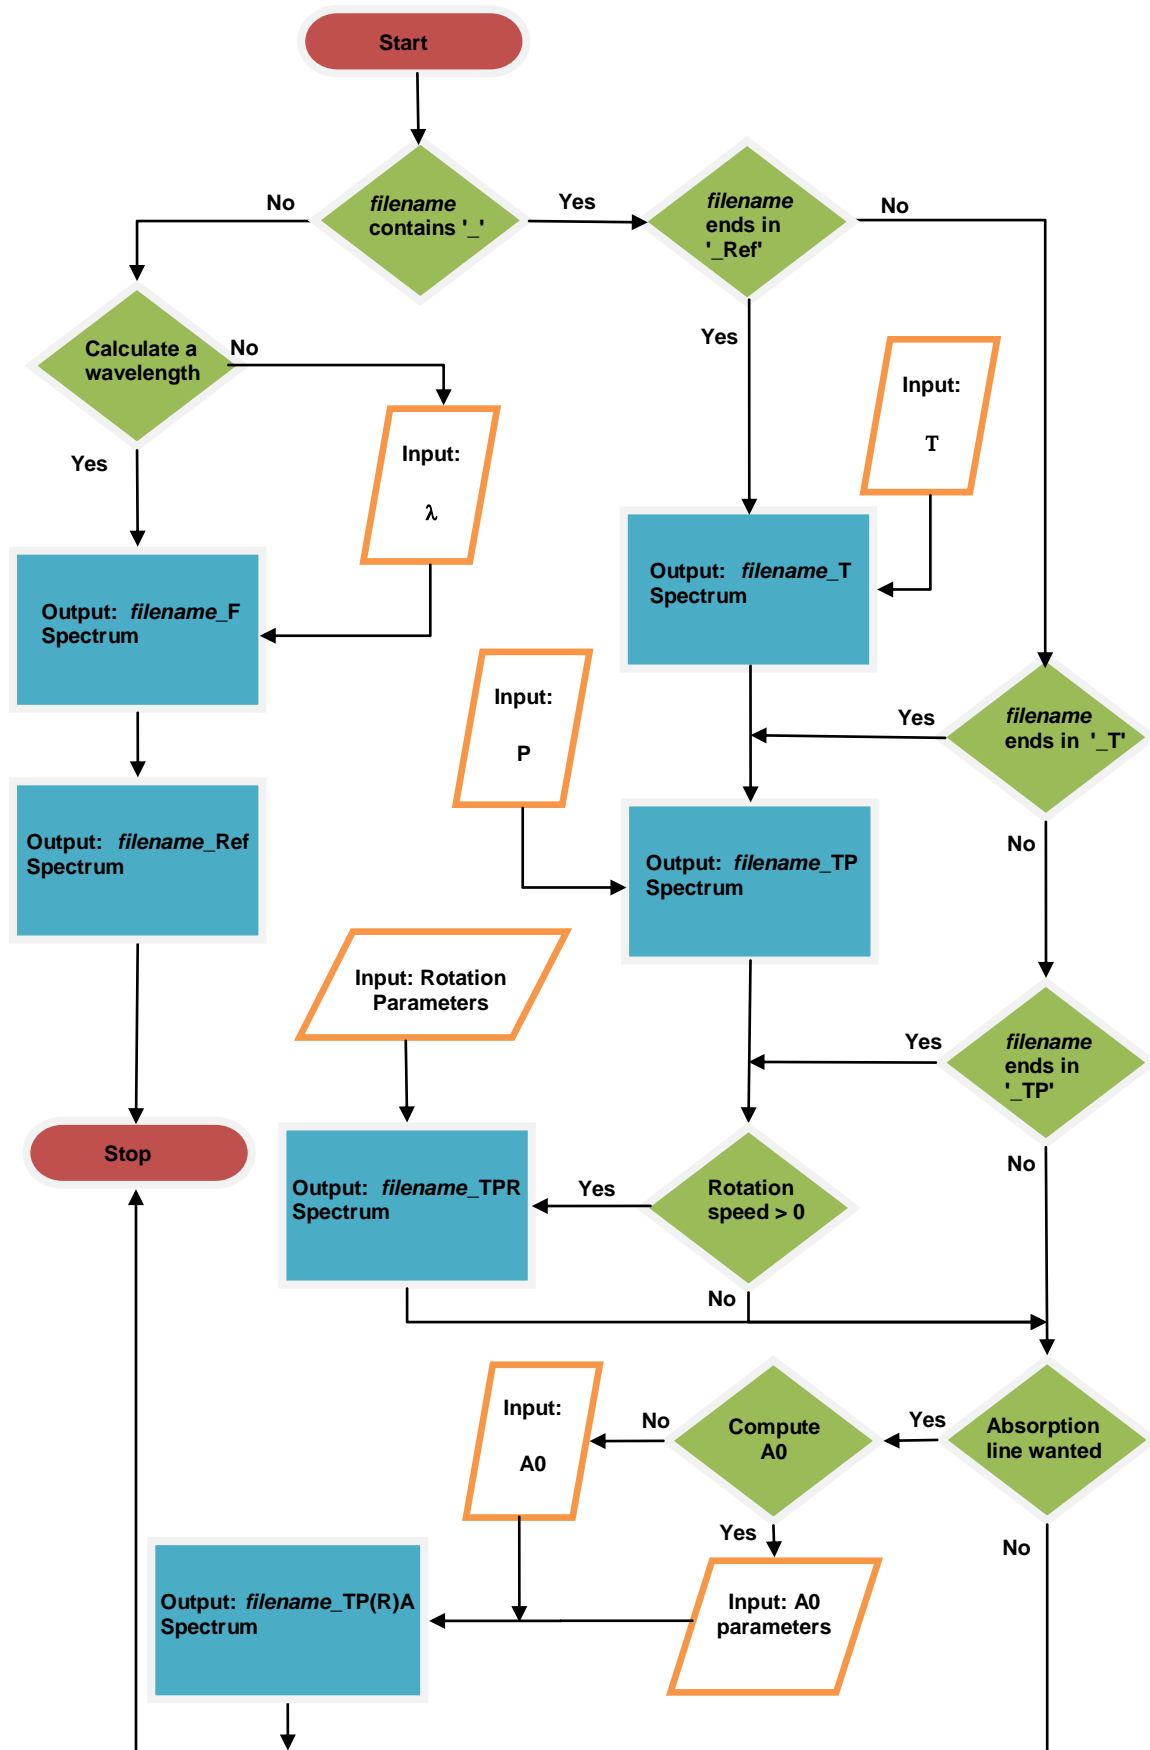 Start
No
filename
contains '_'
Yes
filename
ends in
'_Ref'
No
Calculate a
wavelength
No
Yes
Input:
λ
Yes
Input:
T
Output: filename_F
Spectrum
Output: filename_T
Spectrum
Input:
P
Yes
filename
ends in '_T'
No
Output: filename_Ref
Spectrum
Output: filename_TP
Spectrum
Input: Rotation
Parameters
Yes
filename
ends in
'_TP'
No
Stop
Output: filename_TPR
Spectrum
Yes
Rotation
speed > 0
No
Input:
A0
No
Compute
A0
Yes
Absorption
line wanted
Yes
No
Output: filename_TP(R)A
Spectrum
Input: A0
parameters